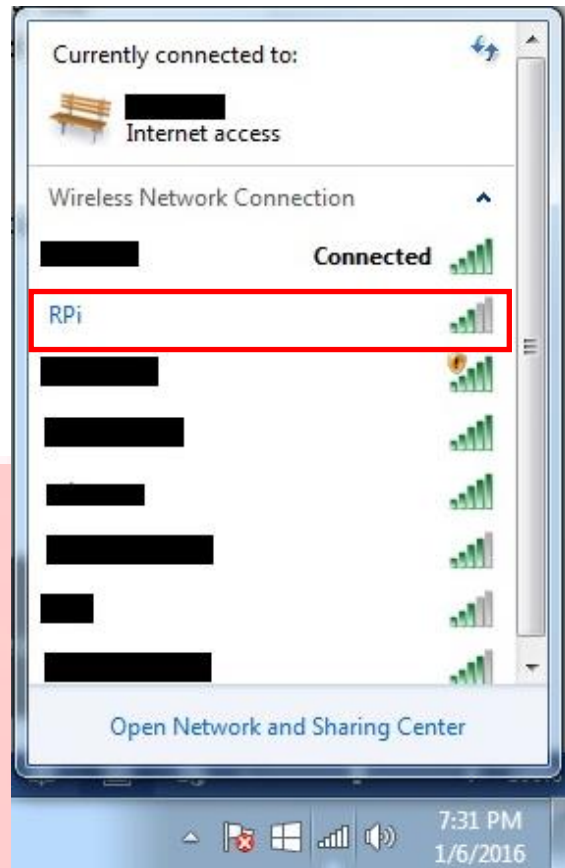 Currently connected to:
Internet access
Wireless Network Connection
Connected
RPi
Open Network and Sharing Center
7:31 PM
1/6/2016